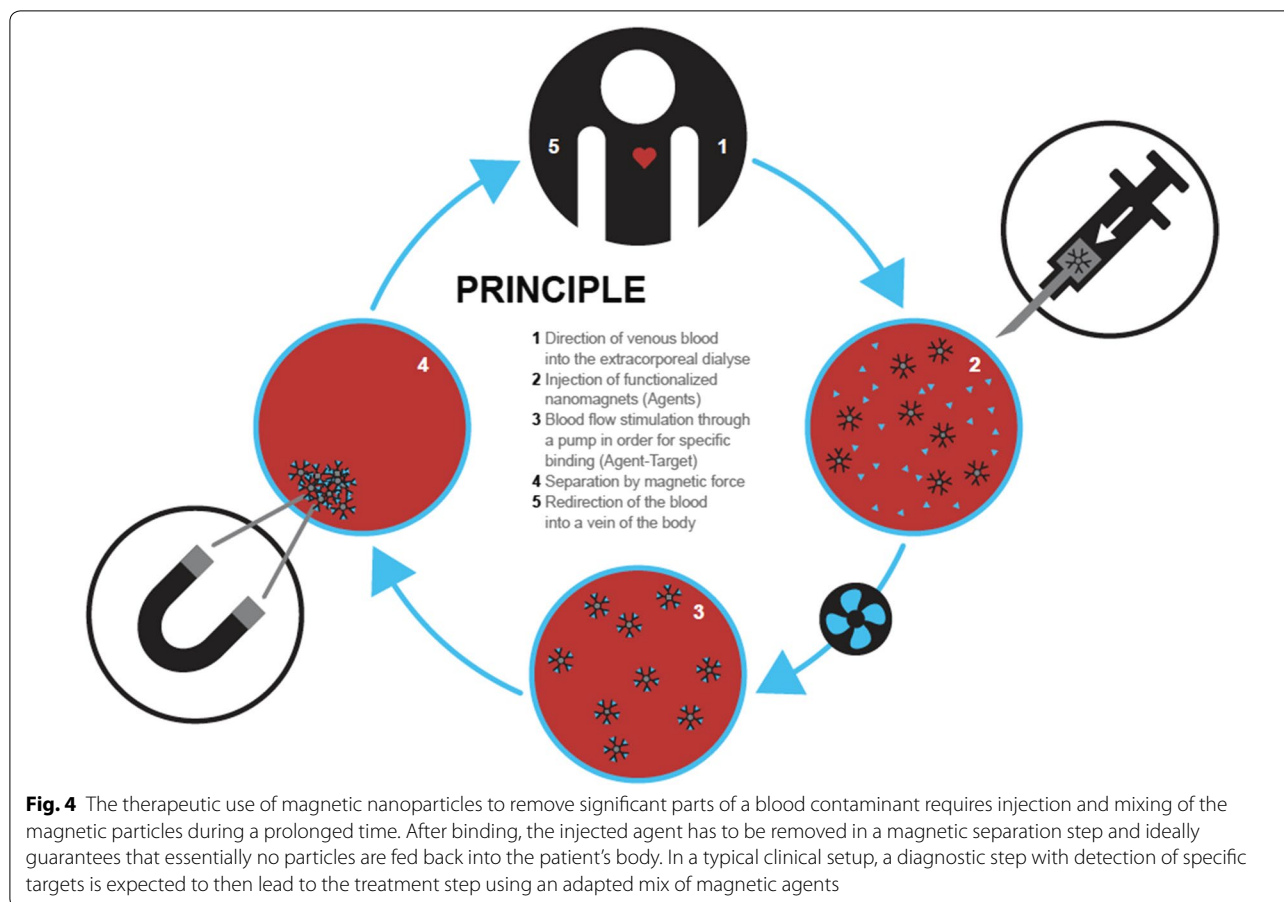 5
1
PRINCIPLE
1 Direction of venous blood
into the extracorporeal dialyse
2 Injection of functionalized
nanomagnets (Agents)
3 Blood flow stimulation through
a pump in order for specific
binding (Agent-Target)
4 Separation by magnetic force
5 Redirection of the blood
into a vein of the body
4
2
3
Fig. 4 The therapeutic use of magnetic nanoparticles to remove significant parts of a blood contaminant requires injection and mixing of the
magnetic particles during a prolonged time. After binding, the injected agent has to be removed in a magnetic separation step and ideally
guarantees that essentially no particles are fed back into the patient's body. In a typical clinical setup, a diagnostic step with detection of specific
targets is expected to then lead to the treatment step using an adapted mix of magnetic agents